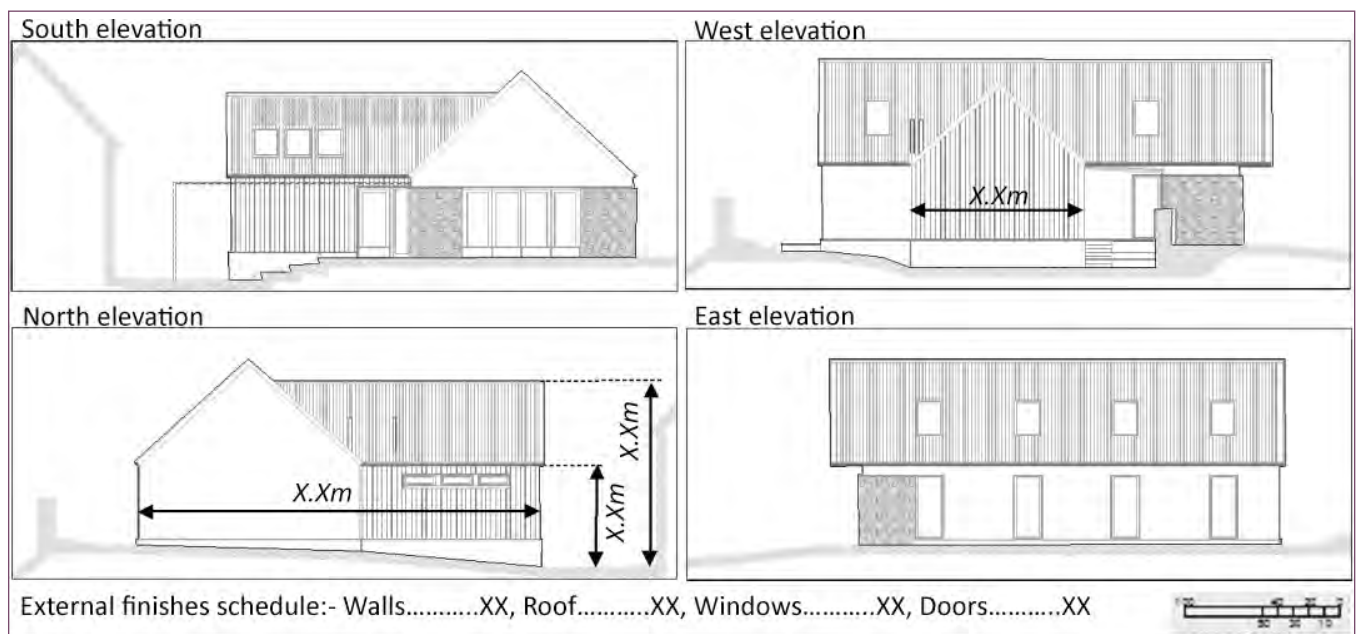 South elevation
West elevation
X.Xm
North elevation
East elevation
X.Xm
X.Xm
X.Xm
External finishes schedule:- Walls...........XX, Roof...........XX, Windows...........XX, Doors...........XX